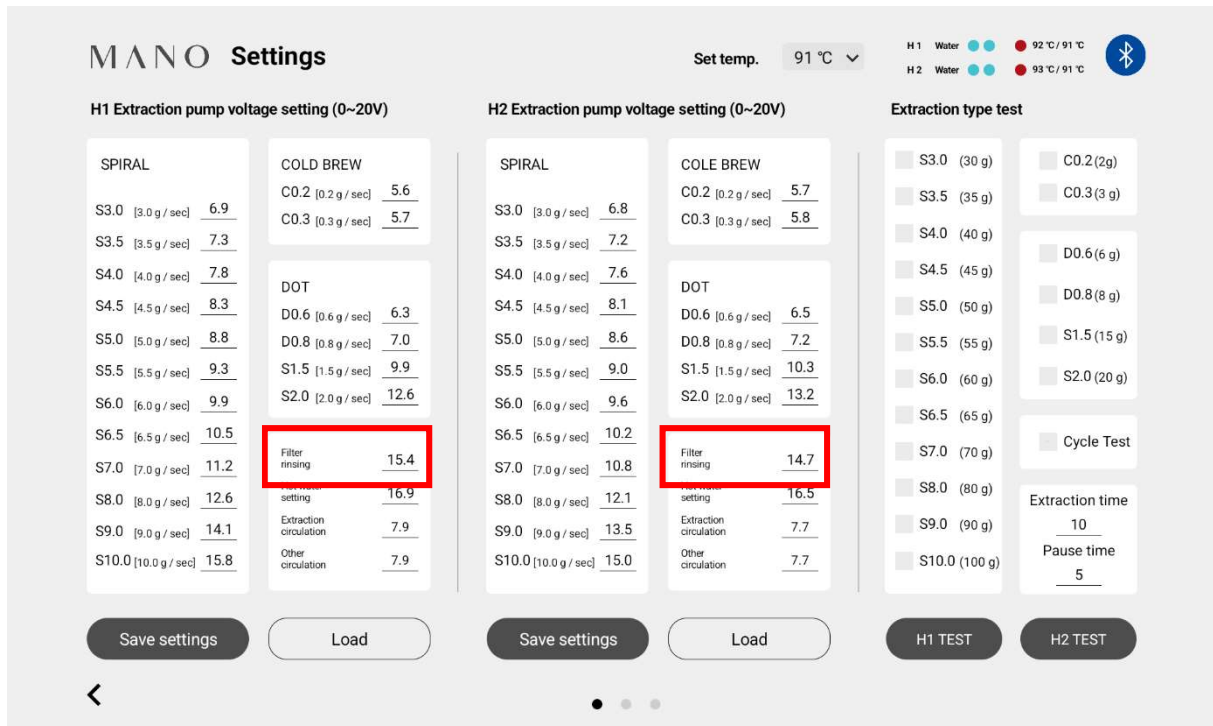 MANO Settings
Set temp. 91 ℃
H 1 Water 92 ℃ / 91 ℃
H 2 Water 93 ℃ / 91 ℃
H1 Extraction pump voltage setting (0~20V)
SPIRAL
S3.0 [3.0 g / sec] 6.9
S3.5 [3.5 g / sec] 7.3
S4.0 [4.0 g / sec] 7.8
S4.5 [4.5 g / sec] 8.3
S5.0 [5.0 g / sec] 8.8
S5.5 [5.5 g / sec] 9.3
S6.0 [6.0 g / sec] 9.9
S6.5 [6.5 g / sec] 10.5
S7.0 [7.0 g / sec] 11.2
S8.0 [8.0 g / sec] 12.6
S9.0 [9.0 g / sec] 14.1
S10.0 [10.0 g / sec] 15.8
COLD BREW
C0.2 [0.2 g / sec] 5.6
C0.3 [0.3 g / sec] 5.7
DOT
D0.6 [0.6 g / sec] 6.3
D0.8 [0.8 g / sec] 7.0
S1.5 [1.5 g / sec] 9.9
S2.0 [2.0 g / sec] 12.6
Filter
rinsing 15.4
setting 16.9
Extraction
circulation 7.9
Other
circulation 7.9
Save settings
Load
H2 Extraction pump voltage setting (0~20V)
SPIRAL
S3.0 [3.0 g / sec] 6.8
S3.5 [3.5 g / sec] 7.2
S4.0 [4.0 g / sec] 7.6
S4.5 [4.5 g / sec] 8.1
S5.0 [5.0 g / sec] 8.6
S5.5 [5.5 g / sec] 9.0
S6.0 [6.0 g / sec] 9.6
S6.5 [6.5 g / sec] 10.2
S7.0 [7.0 g / sec] 10.8
S8.0 [8.0 g / sec] 12.1
S9.0 [9.0 g / sec] 13.5
S10.0 [10.0 g / sec] 15.0
COLE BREW
C0.2 [0.2 g / sec] 5.7
C0.3 [0.3 g / sec] 5.8
DOT
D0.6 [0.6 g / sec] 6.5
D0.8 [0.8 g / sec] 7.2
S1.5 [1.5 g / sec] 10.3
S2.0 [2.0 g / sec] 13.2
Filter
rinsing 14.7
setting 16.5
Extraction
circulation 7.7
Other
circulation 7.7
Save settings
Load
Extraction type test
S3.0 (30 g)
S3.5 (35 g)
S4.0 (40 g)
S4.5 (45 g)
S5.0 (50 g)
S5.5 (55 g)
S6.0 (60 g)
S6.5 (65 g)
S7.0 (70 g)
S8.0 (80 g)
S9.0 (90 g)
S10.0 (100 g)
C0.2 (2g)
C0.3 (3 g)
D0.6 (6 g)
D0.8 (8 g)
S1.5 (15 g)
S2.0 (20 g)
Cycle Test
Extraction time
10
Pause time
5
H1 TEST
H2 TEST